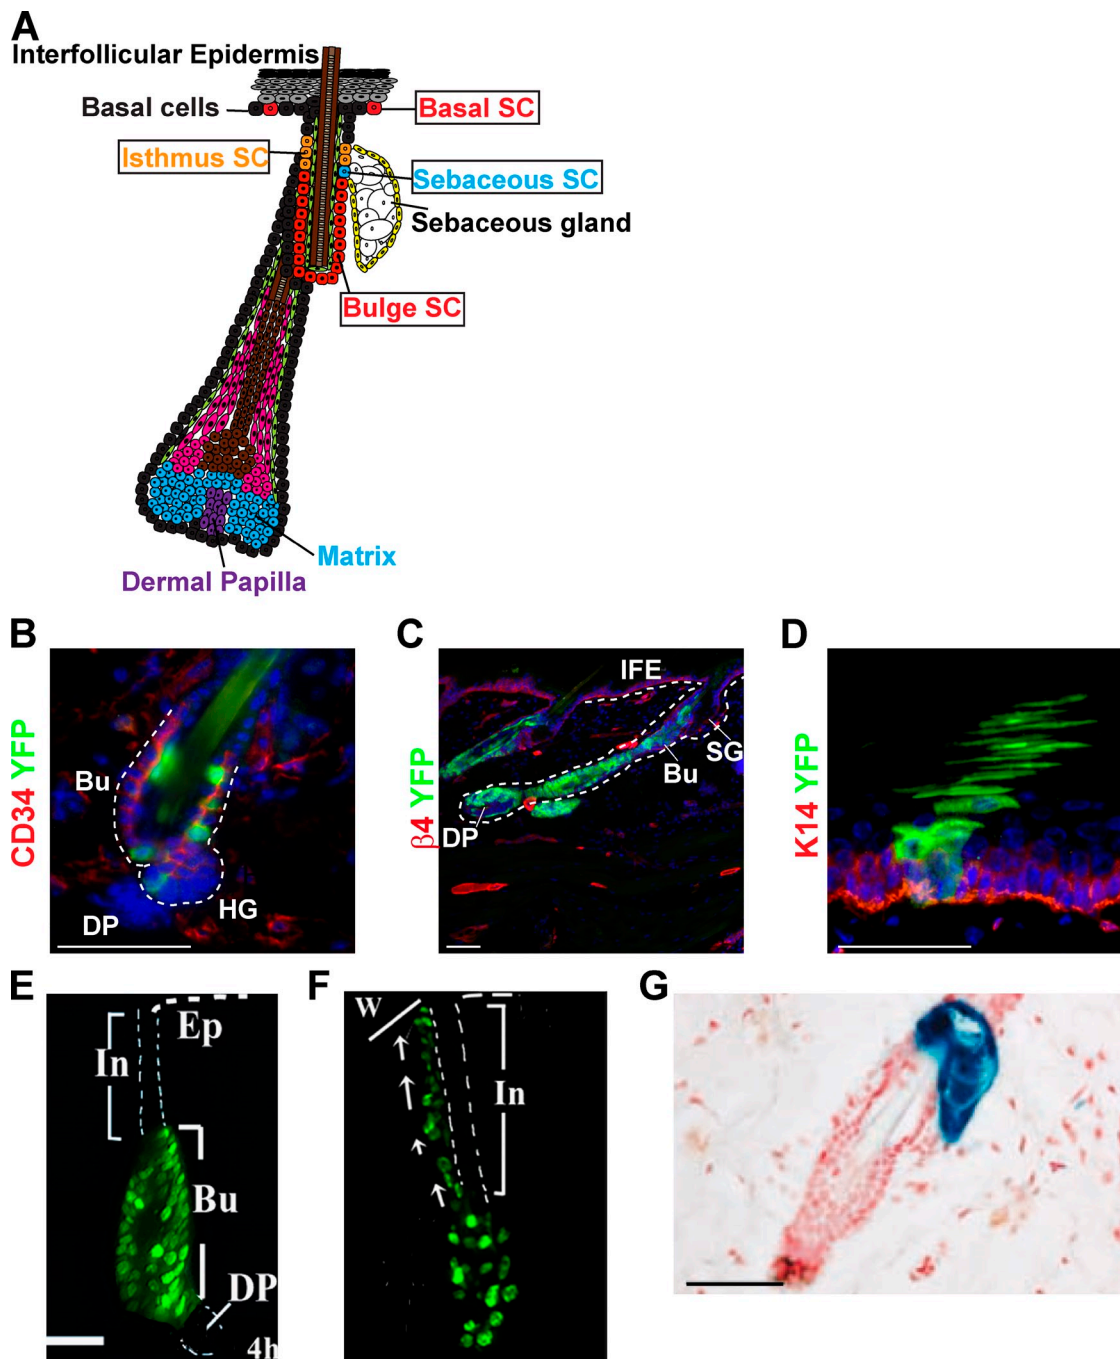 A
Interfollicular Epidermis
Basal cells
Basal SC
Isthmus SC
Sebaceous SC
Sebaceous gland
Bulge SC
Matrix
Dermal Papilla
B
CD34 YFP
Bu
DP
HG
C
β4 YFP
IFE
SG
Bu
DP
D
K14 YFP
E
Ep
In
Bu
DP
4h
F
W
In
G